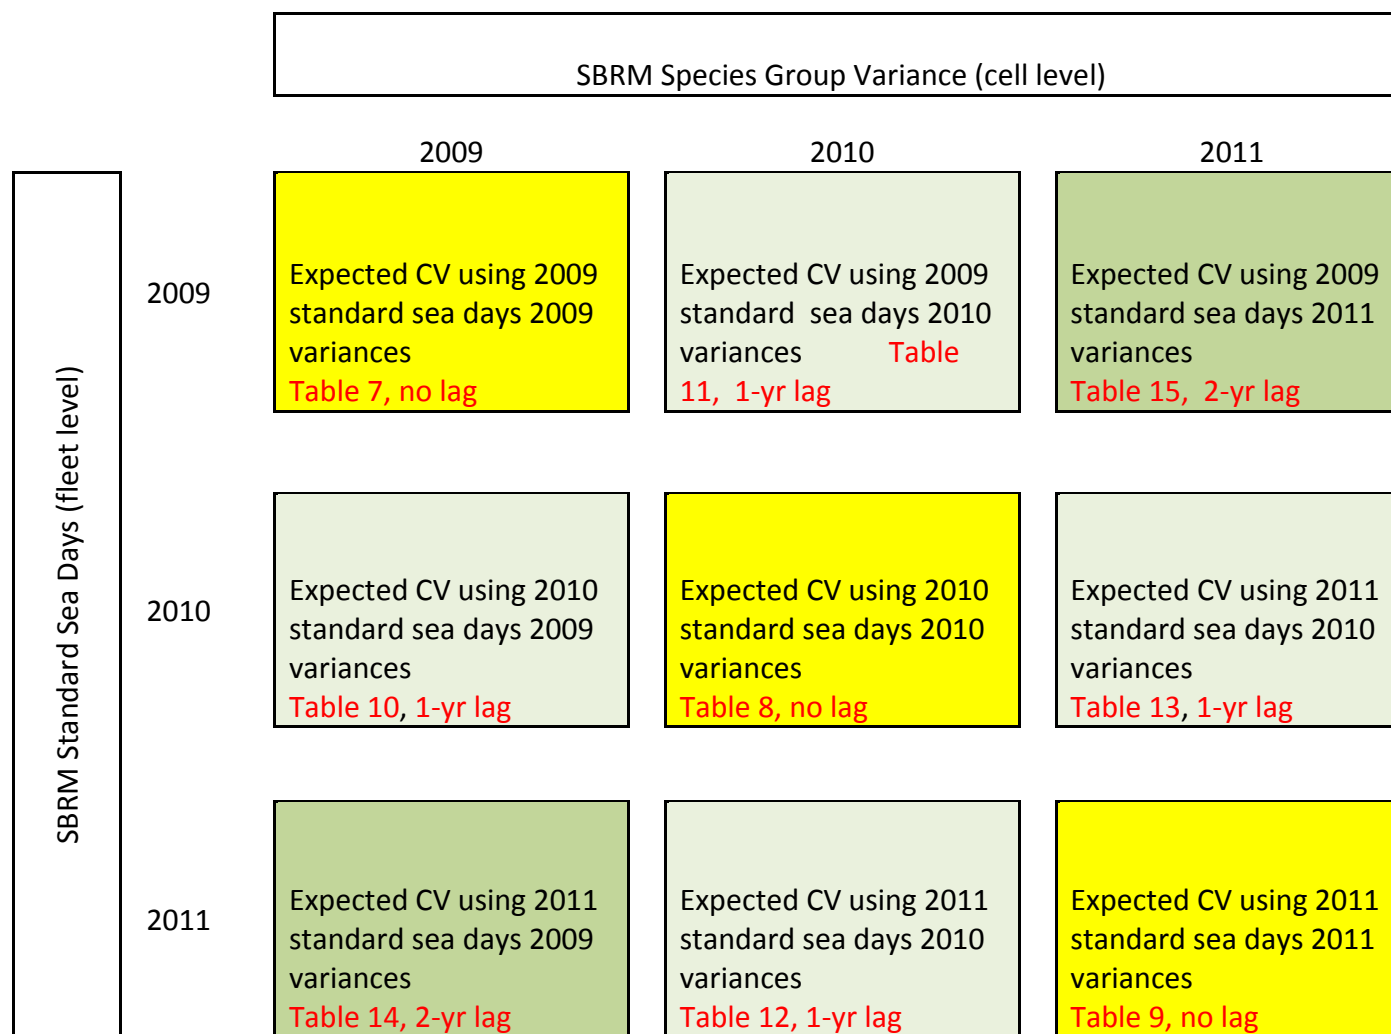 SBRM Species Group Variance (cell level)
2009
2010
2011
SBRM Standard Sea Days (fleet level)
2009
Expected CV using 2009
standard sea days 2009
variances
Table 7, no lag
Expected CV using 2009
standard sea days 2010
variances Table
11, 1-yr lag
Expected CV using 2009
standard sea days 2011
variances
Table 15, 2-yr lag
2010
Expected CV using 2010
standard sea days 2009
variances
Table 10, 1-yr lag
Expected CV using 2010
standard sea days 2010
variances
Table 8, no lag
Expected CV using 2011
standard sea days 2010
variances
Table 13, 1-yr lag
2011
Expected CV using 2011
standard sea days 2009
variances
Table 14, 2-yr lag
Expected CV using 2011
standard sea days 2010
variances
Table 12, 1-yr lag
Expected CV using 2011
standard sea days 2011
variances
Table 9, no lag